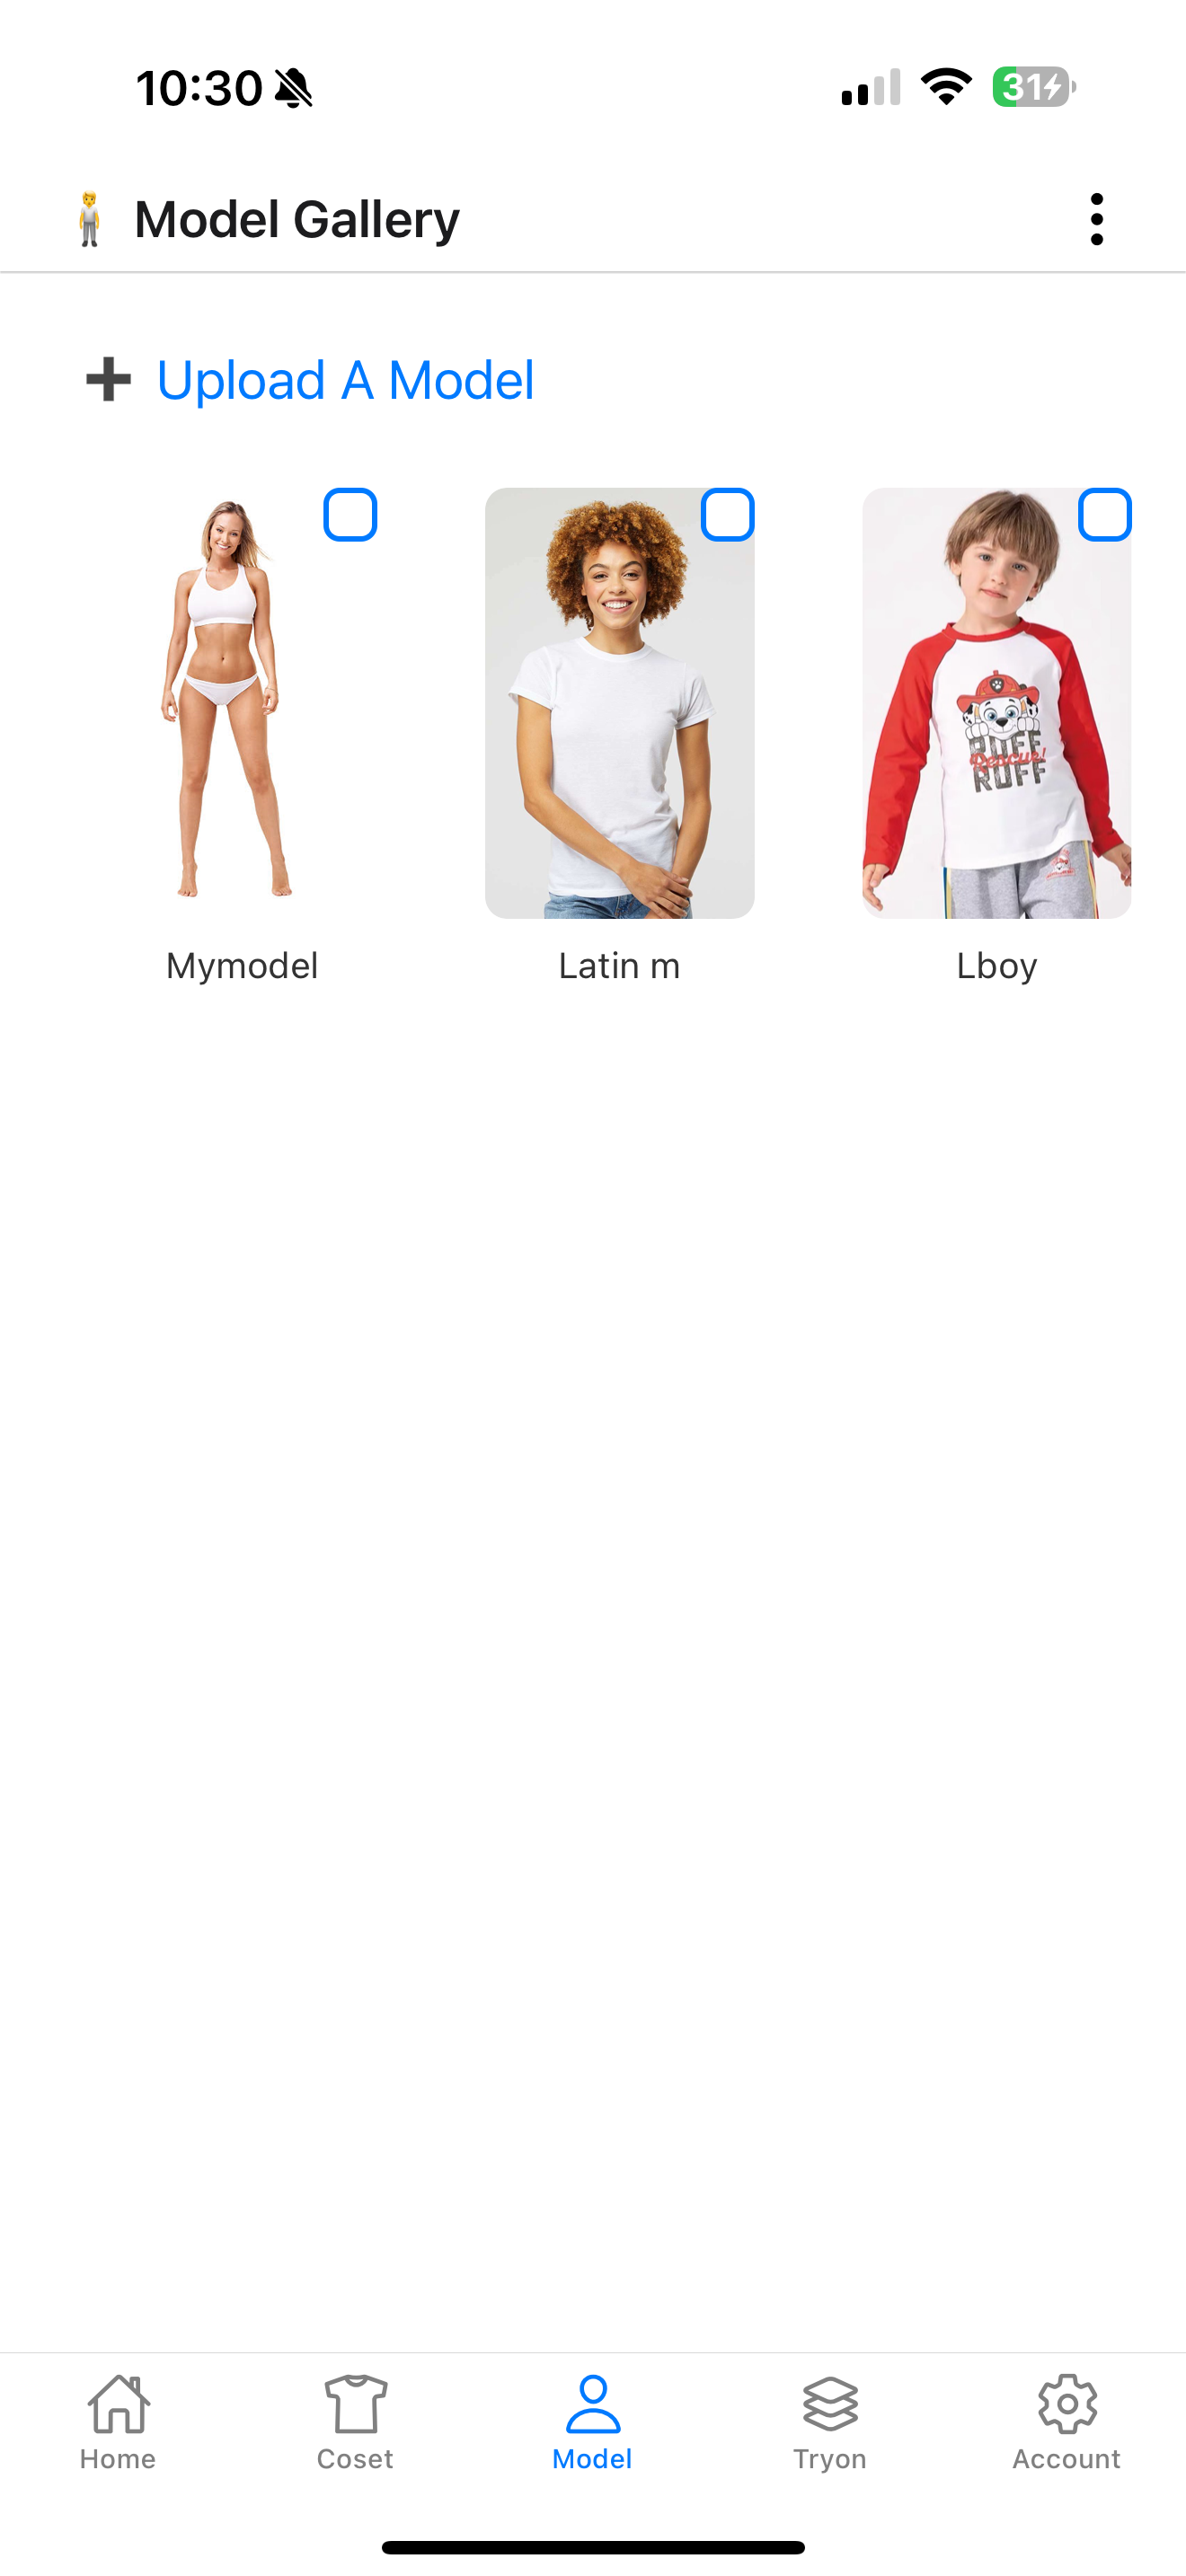 10:30
31
Model Gallery
Upload A Model
RUFF
Rescue!
RUFF
Mymodel
Latin m
Lboy
Home
Coset
Model
Tryon
Account